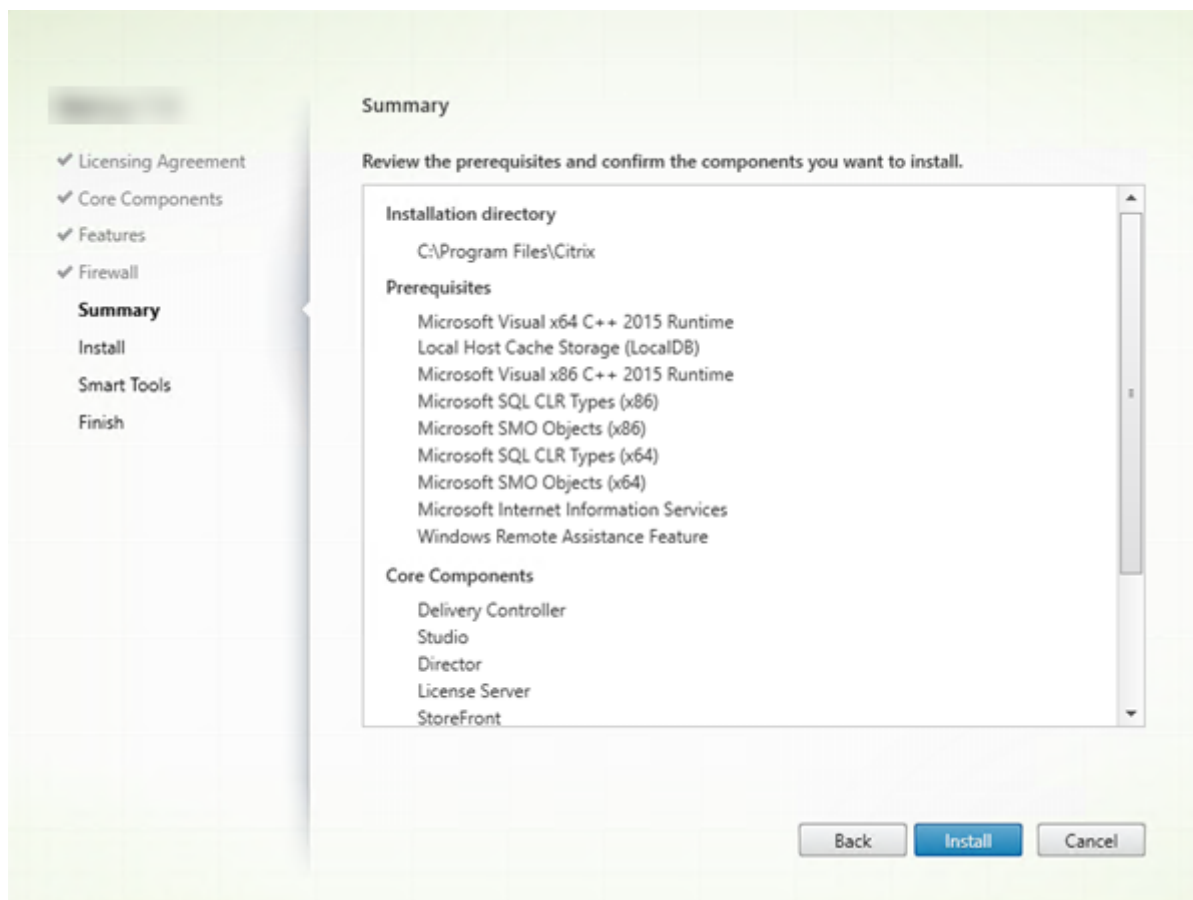 Summary
Licensing Agreement
Core Components
Features
Firewall
Summary
Install
Smart Tools
Finish
Review the prerequisites and confirm the components you want to install.
Installation directory
C:\Program Files\Citrix
Prerequisites
Microsoft Visual x64 C++ 2015 Runtime
Local Host Cache Storage (LocalDB)
Microsoft Visual x86 C++ 2015 Runtime
Microsoft SQL CLR Types (x86)
Microsoft SMO Objects (x86)
Microsoft SQL CLR Types (x64)
Microsoft SMO Objects (x64)
Microsoft Internet Information Services
Windows Remote Assistance Feature
Core Components
Delivery Controller
Studio
Director
License Server
StoreFront
Back
Install
Cancel